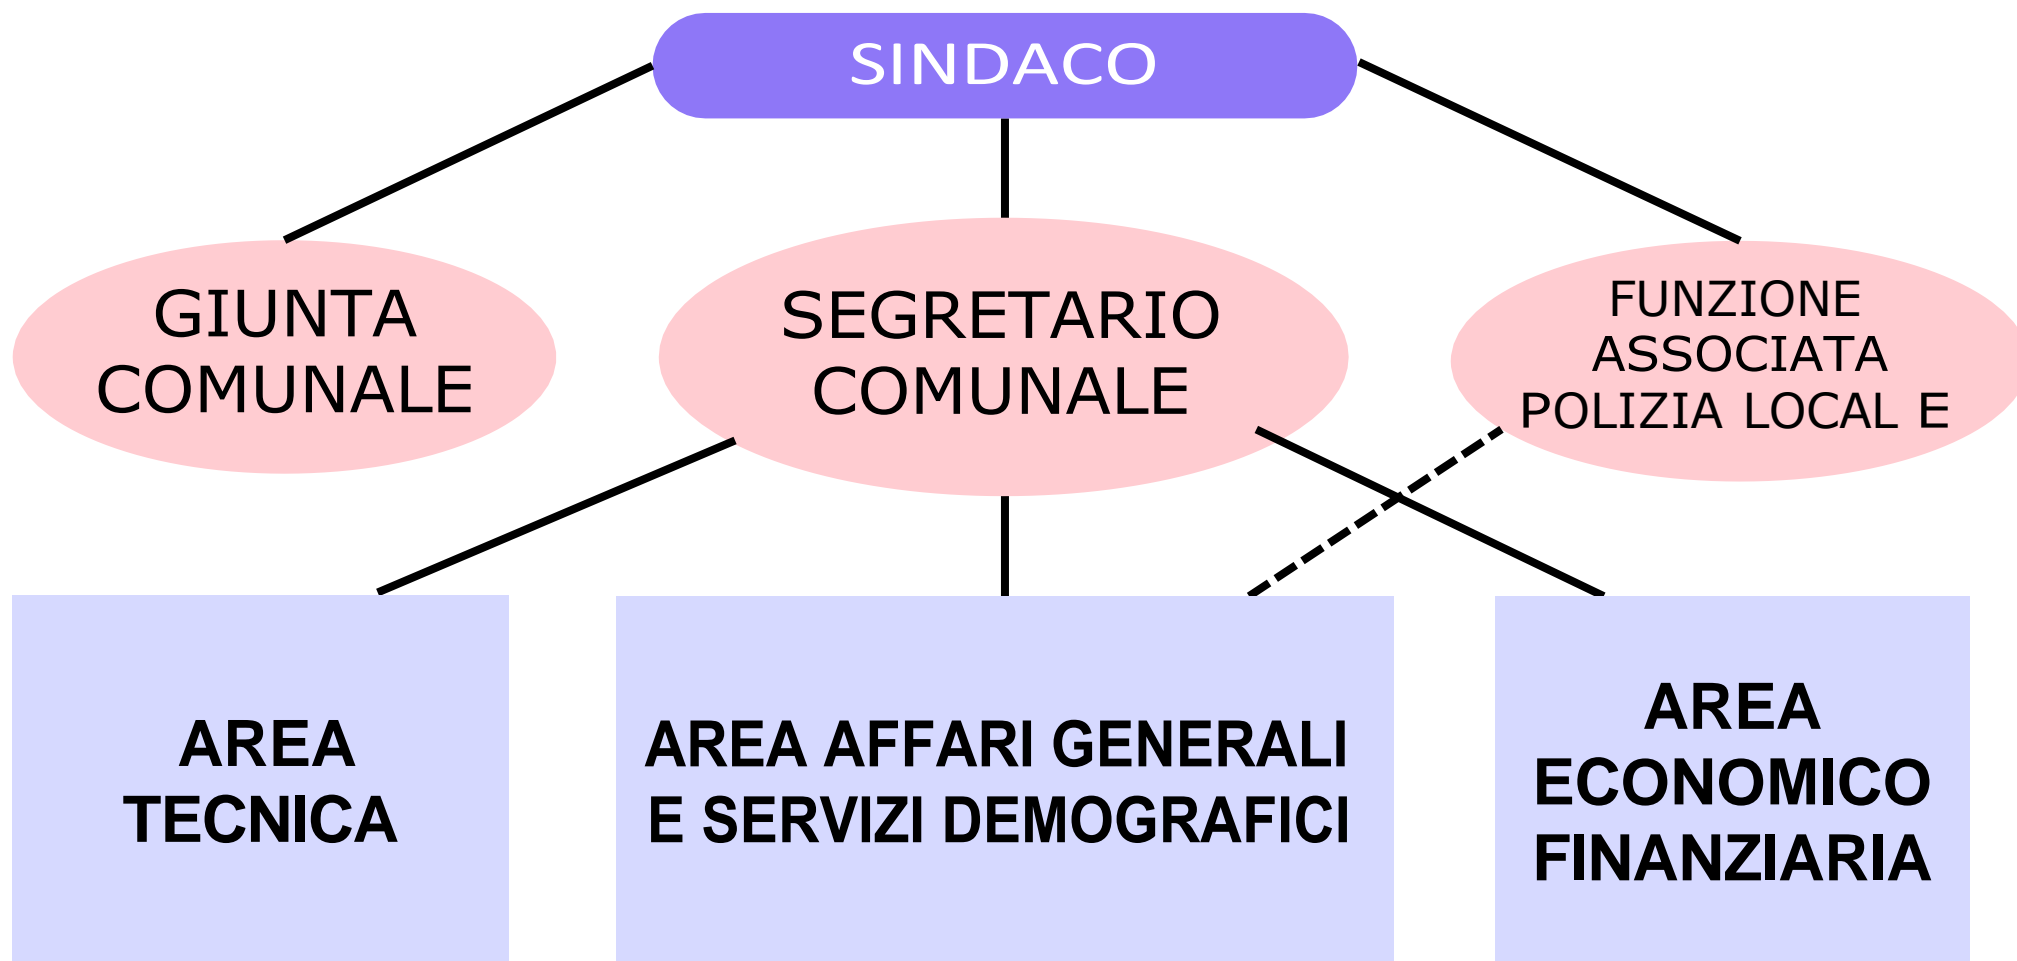 SINDACO
GIUNTA
COMUNALE
SEGRETARIO
COMUNALE
FUNZIONE
ASSOCIATA
POLIZIA LOCAL E
AREA
TECNICA
AREA AFFARI GENERALI
E SERVIZI DEMOGRAFICI
AREA
ECONOMICO
FINANZIARIA